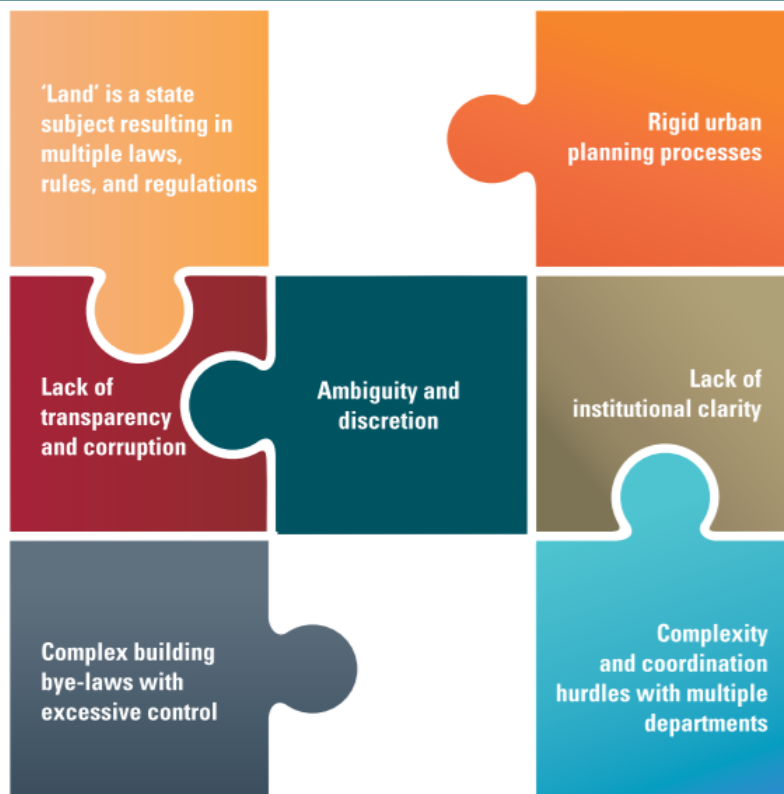 ‘Land’ is a state
subject resulting in
multiple laws,
rules, and regulations
Rigid urban
planning processes
Lack of
transparency
and corruption
Ambiguity and
discretion
Lack of
institutional clarity
Complex building
bye-laws with
excessive control
Complexity
and coordination
hurdles with multiple
departments